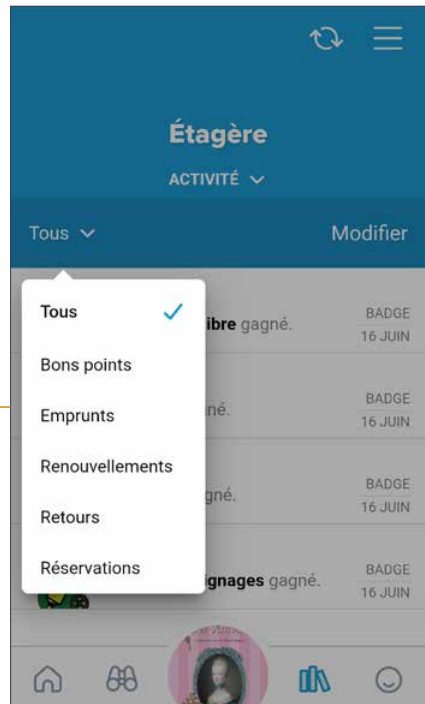 Étagère
ACTIVITÉ
Tous Modifier
Tous
Bons points
Emprunts
Renouvellements
Retours
Réservations
ibre gagné.
BADGE
16 JUIN
né.
BADGE
16 JUIN
gné.
BADGE
16 JUIN
ignages gagné.
BADGE
16 JUIN